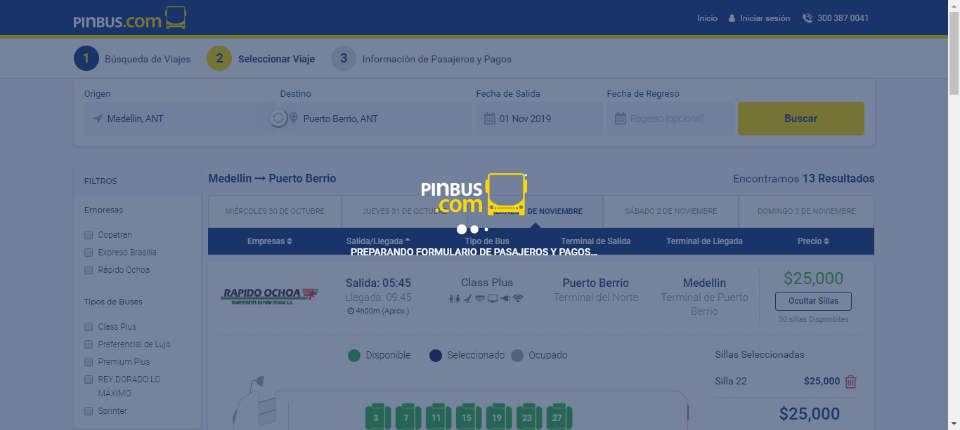 PINBUS.com
Inicio Iniciar sesión 300 387 0041
1 Búsqueda de Viajes 2 Seleccionar Viaje 3 Información de Pasajeros y Pagos
Origen Destino Fecha de Salida Fecha de Regreso
Medellin, ANT Puerto Berrio, ANT 01 Nov 2019 Regreso (opcional) Buscar
FILTROS
Empresas
Copetran
Expreso Brasilia
Rápido Ochoa
Tipos de Buses
Class Plus
Preferencial de Lujo
Premium Plus
REY DORADO LO
MÁXIMO
Sprinter
Medellin → Puerto Berrio Encontramos 13 Resultados
PINBUS
.com
MIÉRCOLES 30 DE OCTUBRE JUEVES 31 DE DE NOVIEMBRE SÁBADO 2 DE NOVIEMBRE DOMINGO 3 DE NOVIEMBRE
Empresas Salida/Llegada Tipo de Bus Terminal de Salida Terminal de Llegada Precio
PREPARANDO FORMULARIO DE PASAJEROS Y PAGOS...
RAPIDO OCHOA
Salida: 05:45
Llegada: 09:45
4h00m (Aprox.)
Class Plus
Puerto Berrio
Terminal del Norte
Medellin
Terminal de Puerto
Berrio
$25,000
Ocultar Sillas
30 sillas Disponibles
Disponible Seleccionado Ocupado
Sillas Seleccionadas
Silla 22 $25,000
$25,000
3 7 11 15 19 23 27